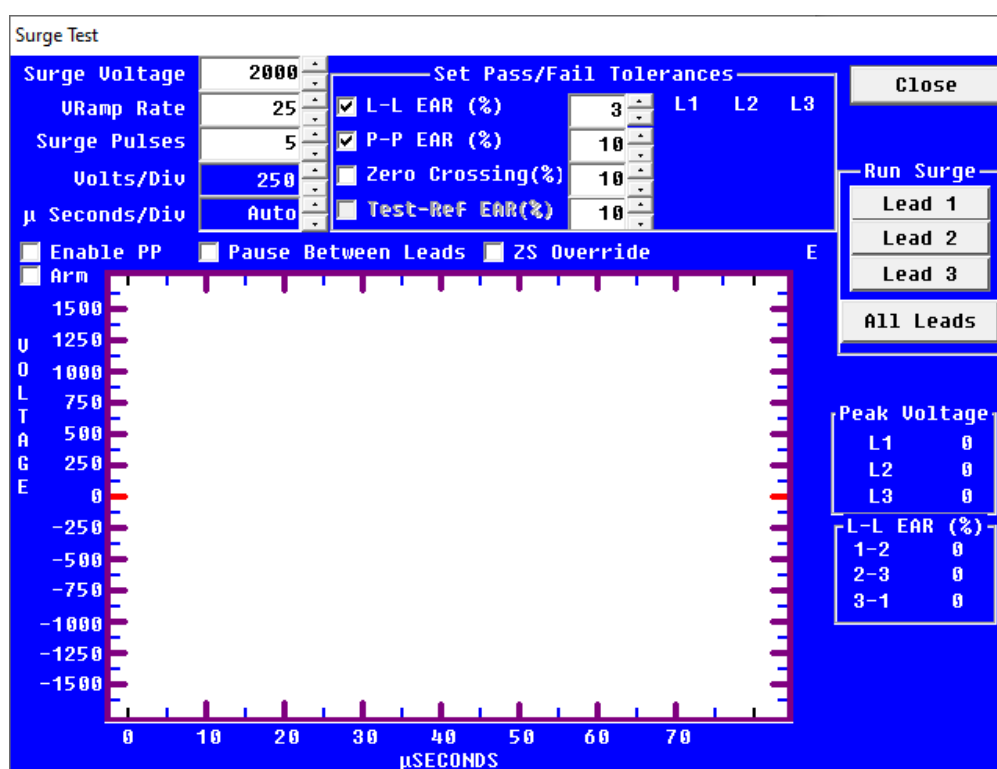 Surge Test
Surge Voltage 2000
VRamp Rate 25
Surge Pulses 5
Volts/Div 250
µ Seconds/Div Auto
Set Pass/Fail Tolerances
L-L EAR (%) 3 L1 L2 L3
P-P EAR (%) 10
Zero Crossing(%) 10
Test-Ref EAR(%) 10
Close
Run Surge
Lead 1
Lead 2
Lead 3
All Leads
Enable PP Pause Between Leads ZS Override E
Arm
VOLTAGE
1500
1250
1000
750
500
250
0
-250
-500
-750
-1000
-1250
-1500
0 10 20 30 40 50 60 70
µSECONDS
Peak Voltage
L1 0
L2 0
L3 0
L-L EAR (%)
1-2 0
2-3 0
3-1 0